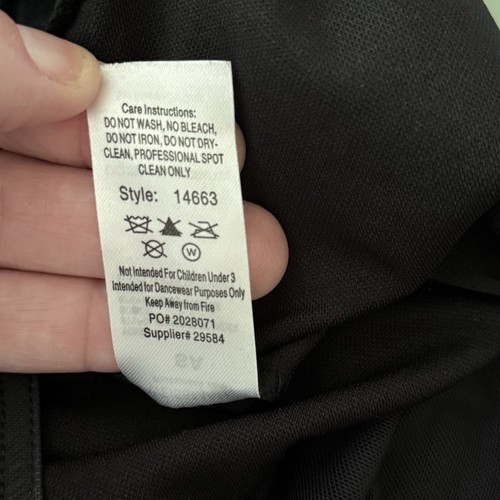 Care Instructions:
DO NOT WASH, NO BLEACH,
DO NOT IRON, DO NOT DRY-
CLEAN, PROFESSIONAL SPOT
CLEAN ONLY
Style: 14663
W
Not Intended For Children Under 3
Intended for Dancewear Purposes Only
Keep Away from Fire
PO# 2028071
Supplier# 29584